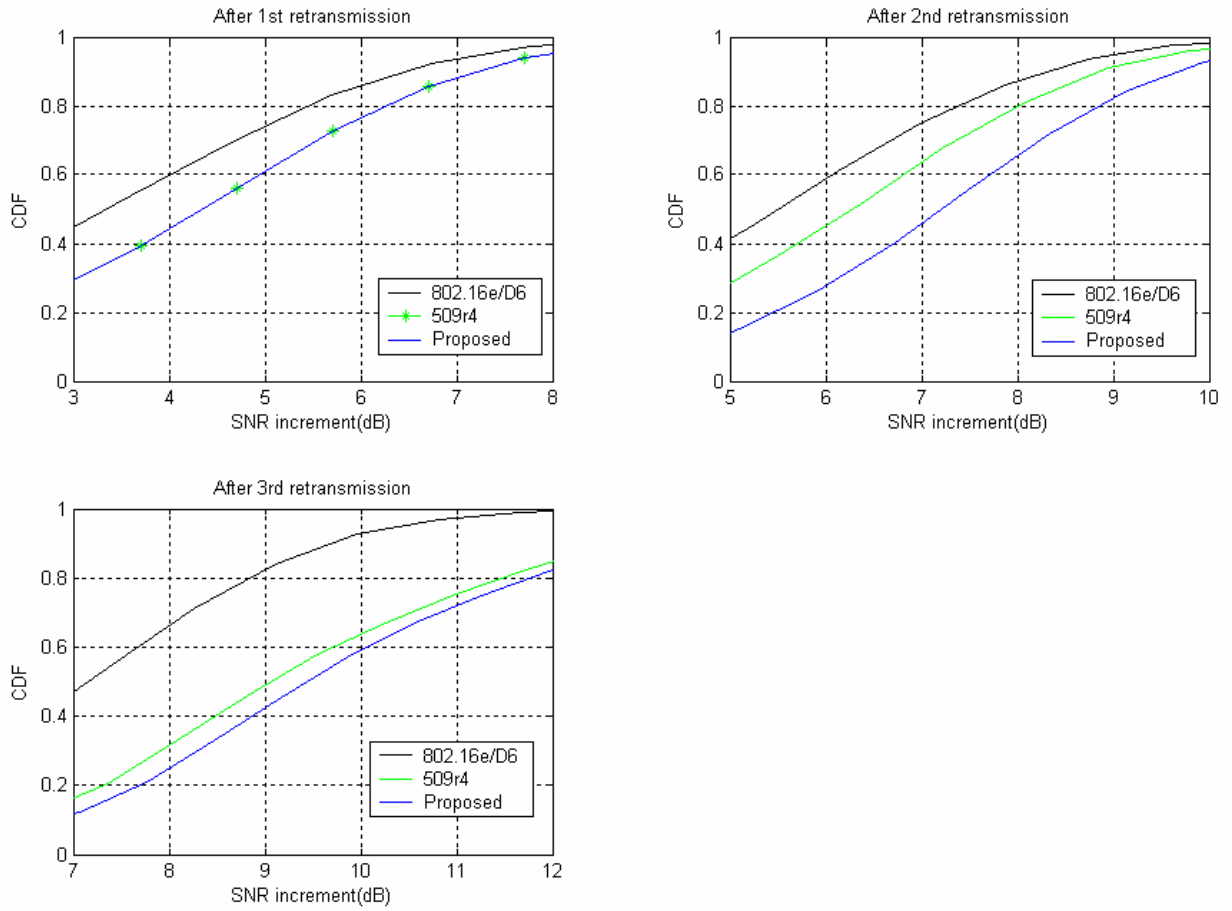 After 1st retransmission
1
0.8
0.6
0.4
0.2
0
CDF
3 4 5 6 7 8
SNR increment(dB)
802.16e/D6
509r4
Proposed
After 2nd retransmission
1
0.8
0.6
0.4
0.2
0
CDF
5 6 7 8 9 10
SNR increment(dB)
802.16e/D6
509r4
Proposed
After 3rd retransmission
1
0.8
0.6
0.4
0.2
0
CDF
7 8 9 10 11 12
SNR increment(dB)
802.16e/D6
509r4
Proposed